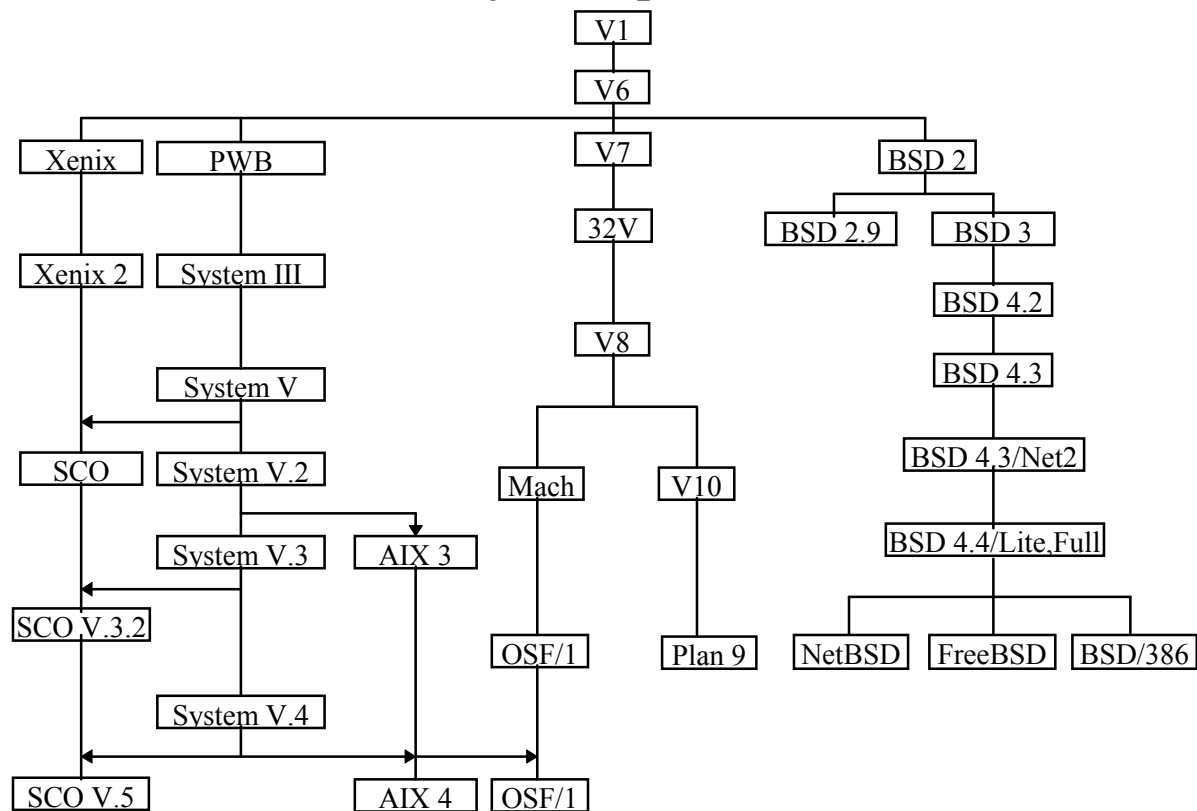 V1
V6
Xenix
PWB
V7
BSD 2
32V
BSD 2.9
BSD 3
Xenix 2
System III
BSD 4.2
V8
System V
BSD 4.3
SCO
System V.2
Mach
V10
BSD 4.3/Net2
System V.3
AIX 3
BSD 4.4/Lite,Full
SCO V.3.2
OSF/1
Plan 9
NetBSD
FreeBSD
BSD/386
System V.4
SCO V.5
AIX 4
OSF/1